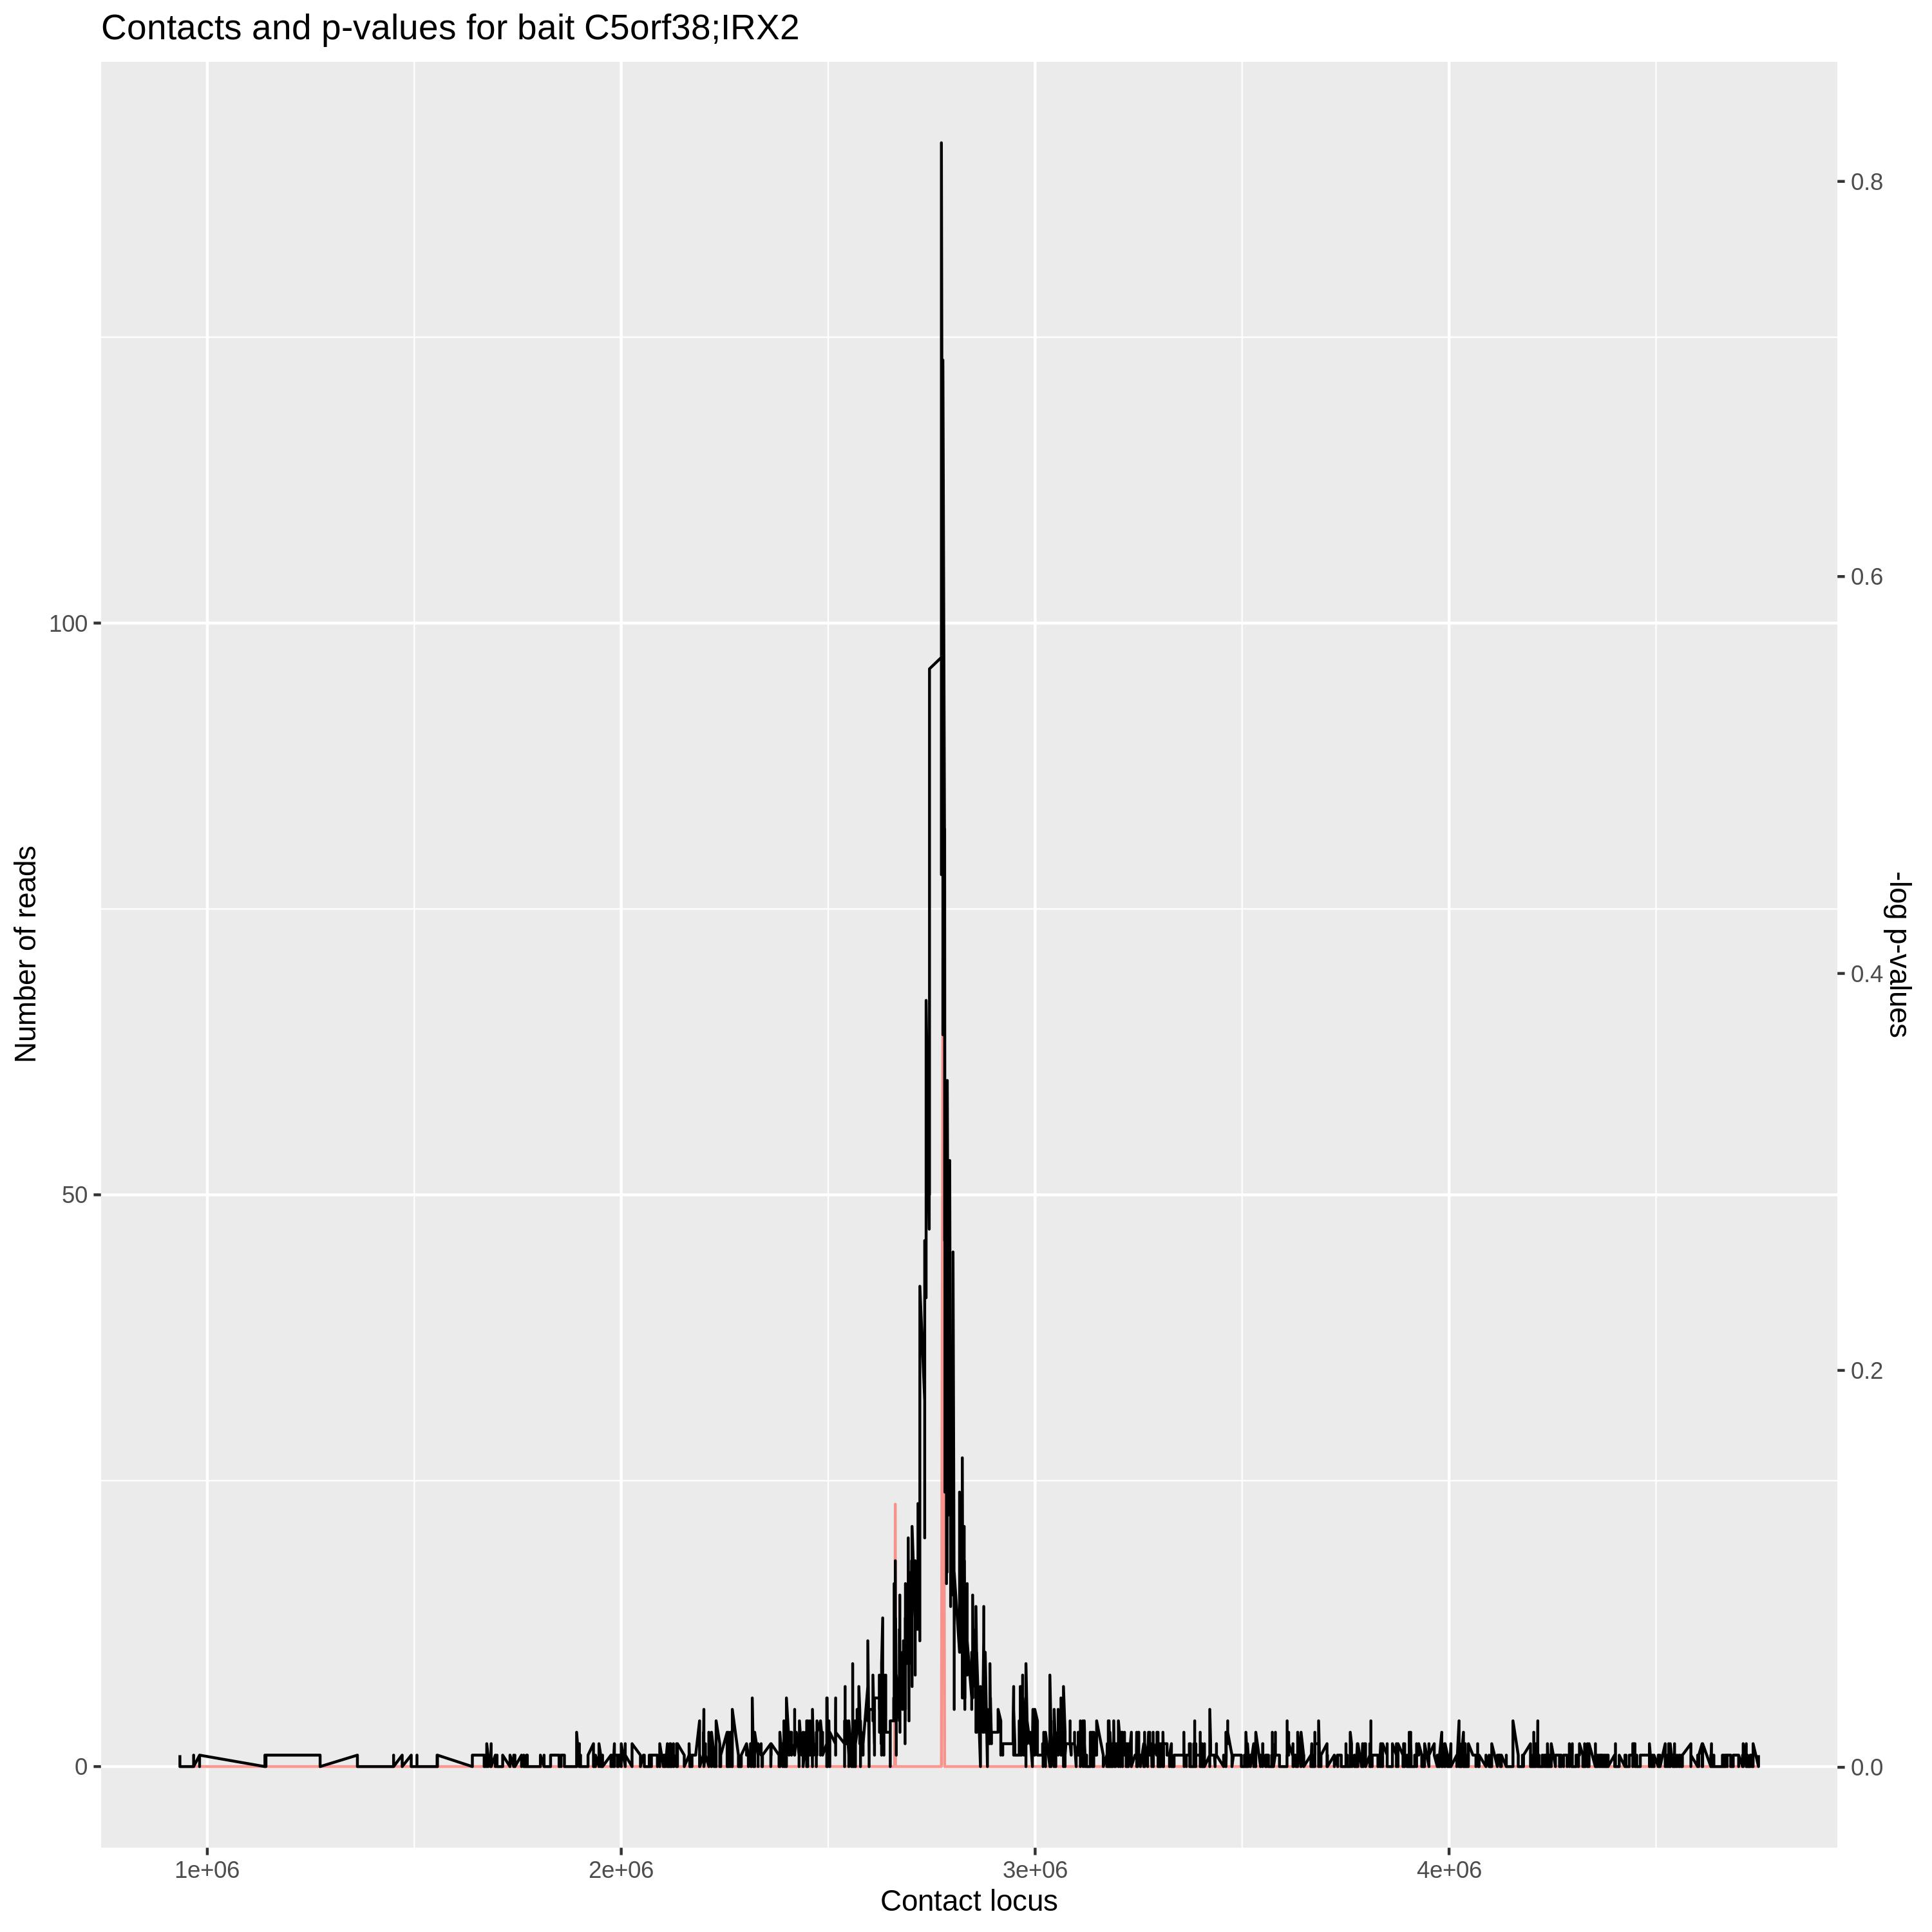 Contacts and p-values for bait C5orf38;IRX2
Number of reads
100
50
0
0.8
0.6
0.4
0.2
0.0
-log p-values
1e+06
2e+06
3e+06
4e+06
Contact locus